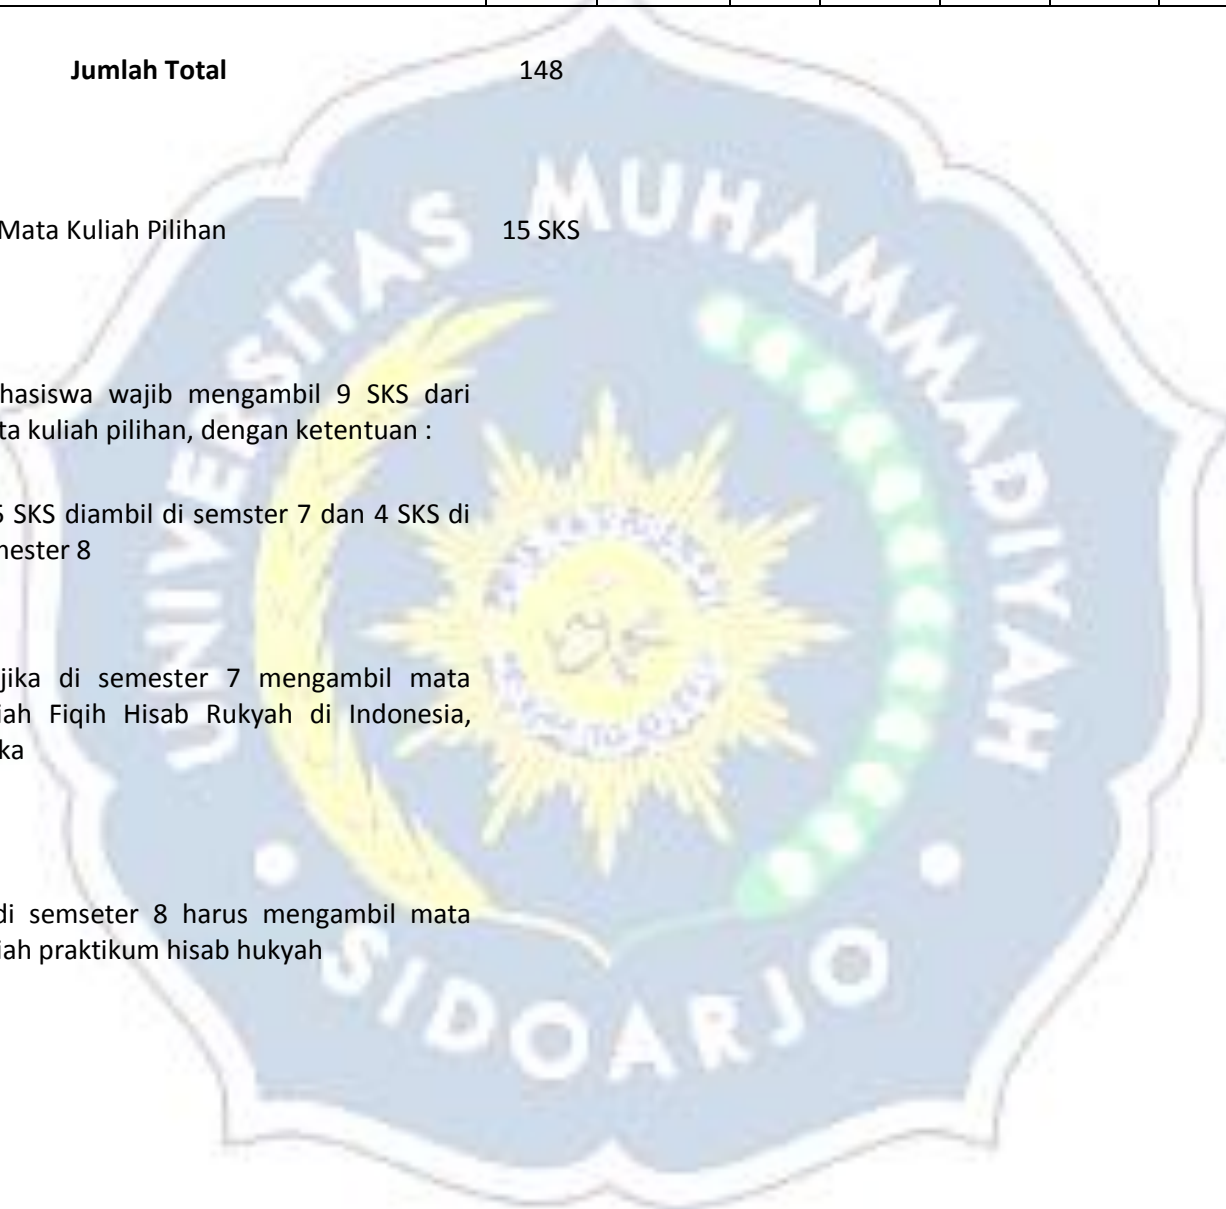 Jumlah Total 148
Mata Kuliah Pilihan 15 SKS
hasiswa wajib mengambil 9 SKS dari
ta kuliah pilihan, dengan ketentuan :
5 SKS diambil di semster 7 dan 4 SKS di
nester 8
jika di semester 7 mengambil mata
iah Fiqih Hisab Rukyah di Indonesia,
ka
di semseter 8 harus mengambil mata
iah praktikum hisab hukyah
UNIVERSITAS MUHAMMADIYAH
SIDOARJO